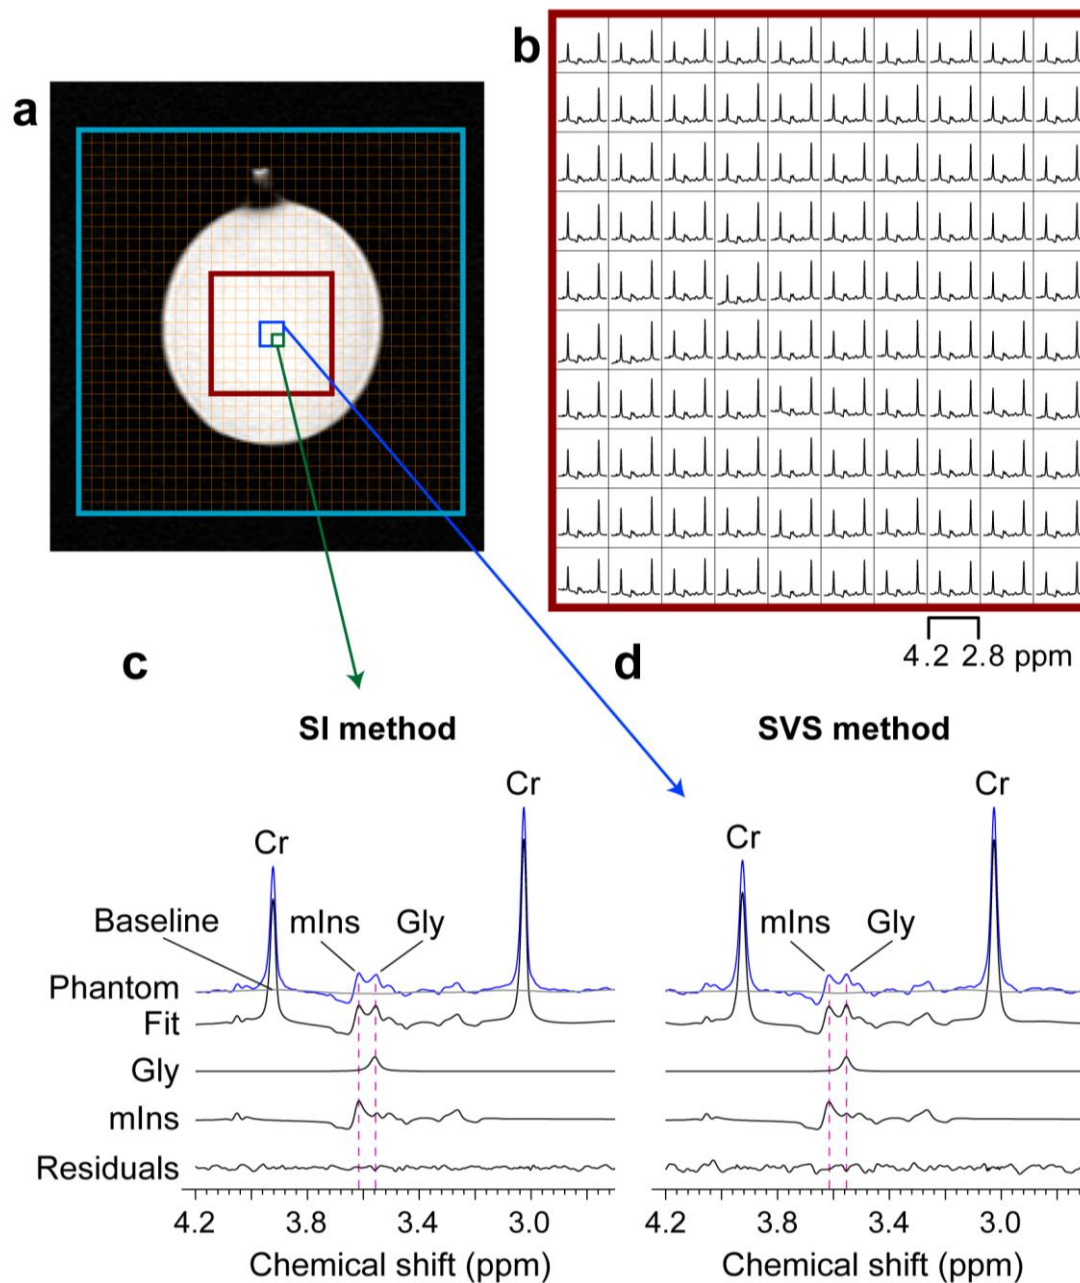 a
b
4.2 2.8 ppm
c
d
SI method
SVS method
Cr
Cr
Cr
Cr
Baseline
mIns
Gly
mIns
Gly
Phantom
Fit
Gly
mIns
Residuals
4.2 3.8 3.4 3.0
4.2 3.8 3.4 3.0
Chemical shift (ppm)
Chemical shift (ppm)